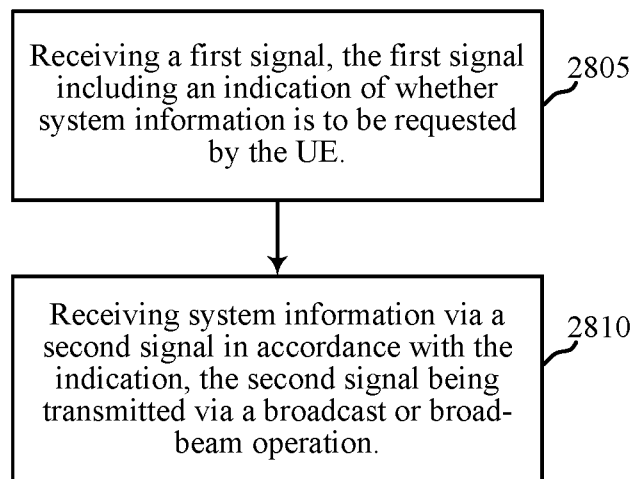 Receiving a first signal, the first signal
including an indication of whether
system information is to be requested
by the UE.
2805
Receiving system information via a
second signal in accordance with the
indication, the second signal being
transmitted via a broadcast or broad-
beam operation.
2810